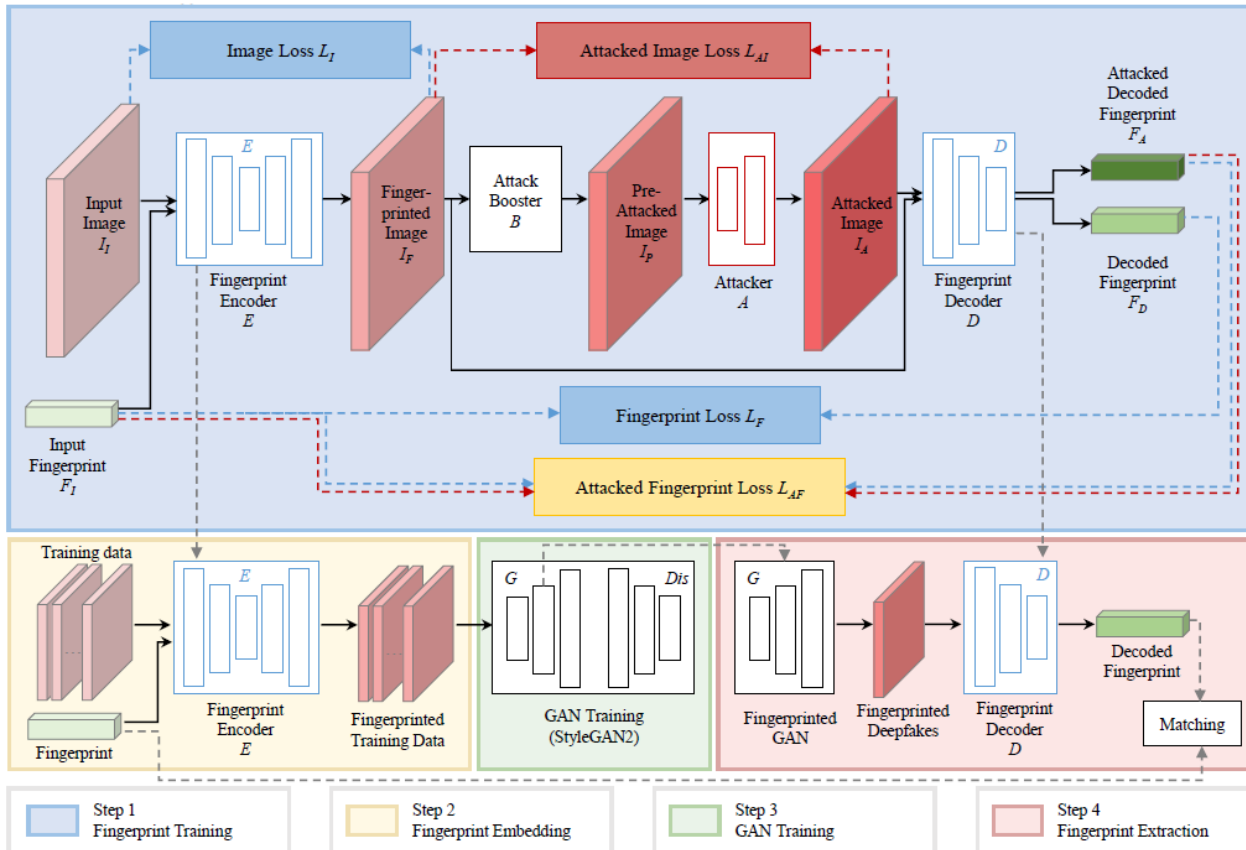 Image Loss L_I
Attacked Image Loss L_AI
Input
Image
I_I
E
Fingerprint
Encoder
E
Finger-
printed
Image
I_F
Attack
Booster
B
Pre-
Attacked
Image
I_P
Attacker
A
Attacked
Image
I_A
D
Fingerprint
Decoder
D
Attacked
Decoded
Fingerprint
F_A
Decoded
Fingerprint
F_D
Input
Fingerprint
F_I
Fingerprint Loss L_F
Attacked Fingerprint Loss L_AF
Training data
...
Fingerprint
E
Fingerprint
Encoder
E
...
Fingerprinted
Training Data
G
Dis
GAN Training
(StyleGAN2)
G
Fingerprinted
GAN
Fingerprinted
Deepfakes
D
Fingerprint
Decoder
D
Decoded
Fingerprint
Matching
Step 1
Fingerprint Training
Step 2
Fingerprint Embedding
Step 3
GAN Training
Step 4
Fingerprint Extraction